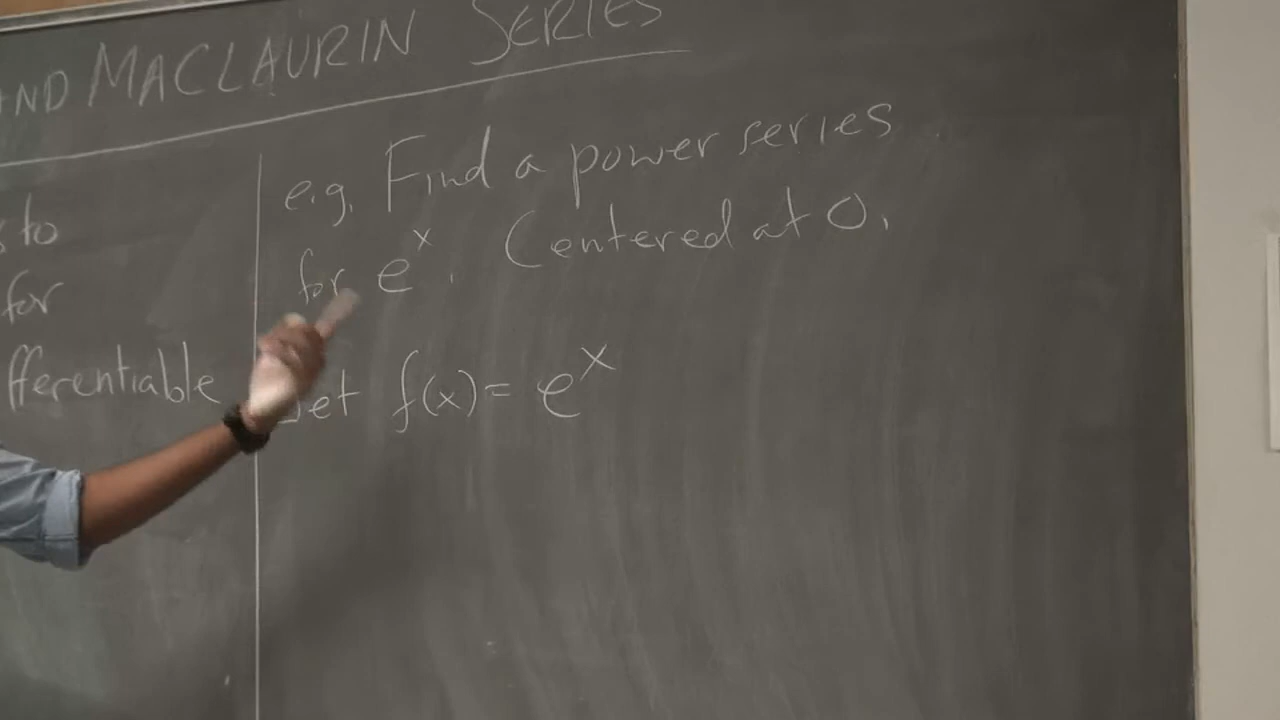 AND MACLAURIN SERIES
to
for
fferentiable
e.g. Find a power series
for e^x. Centered at 0.
Let f(x) = e^x